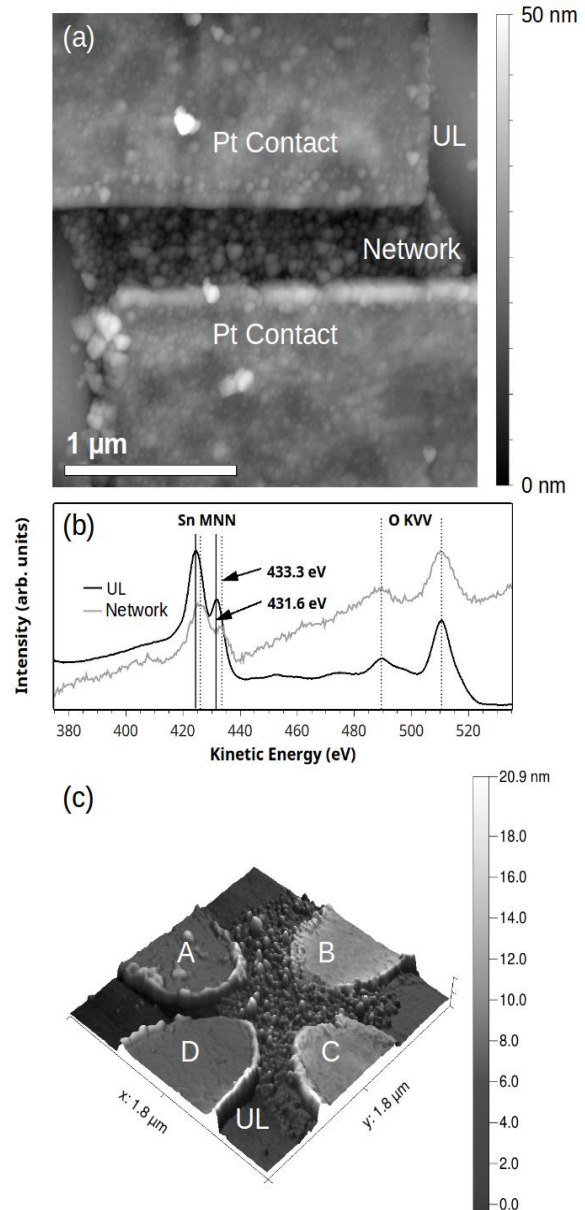 (a)
50 nm
Pt Contact
UL
Network
Pt Contact
1 µm
0 nm
(b)
Sn MNN
O KVV
433.3 eV
UL
Network
431.6 eV
Intensity (arb. units)
380 400 420 440 460 480 500 520
Kinetic Energy (eV)
(c)
20.9 nm
18.0
16.0
14.0
12.0
10.0
8.0
6.0
4.0
2.0
0.0
A
B
D
C
UL
x: 1.8 µm
y: 1.8 µm